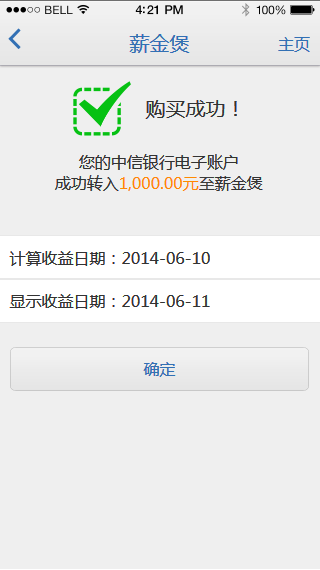 BELL 4:21 PM 100%
薪金煲 主页
购买成功！
您的中信银行电子账户
成功转入1,000.00元至薪金煲
计算收益日期：2014-06-10
显示收益日期：2014-06-11
确定